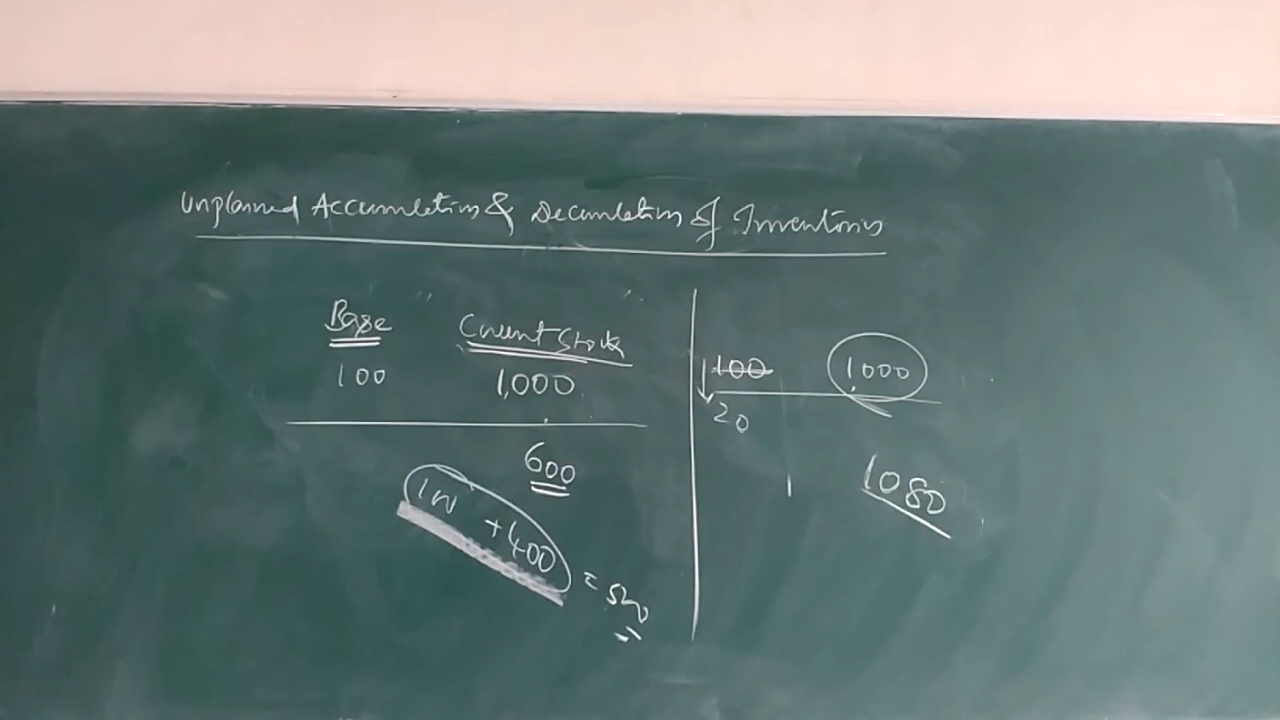 Unplanned Accumulation & Decumulation of Inventories
Base Current Stock
100 1,000
600
100 + 400 = 500
100 1,000
20
1080